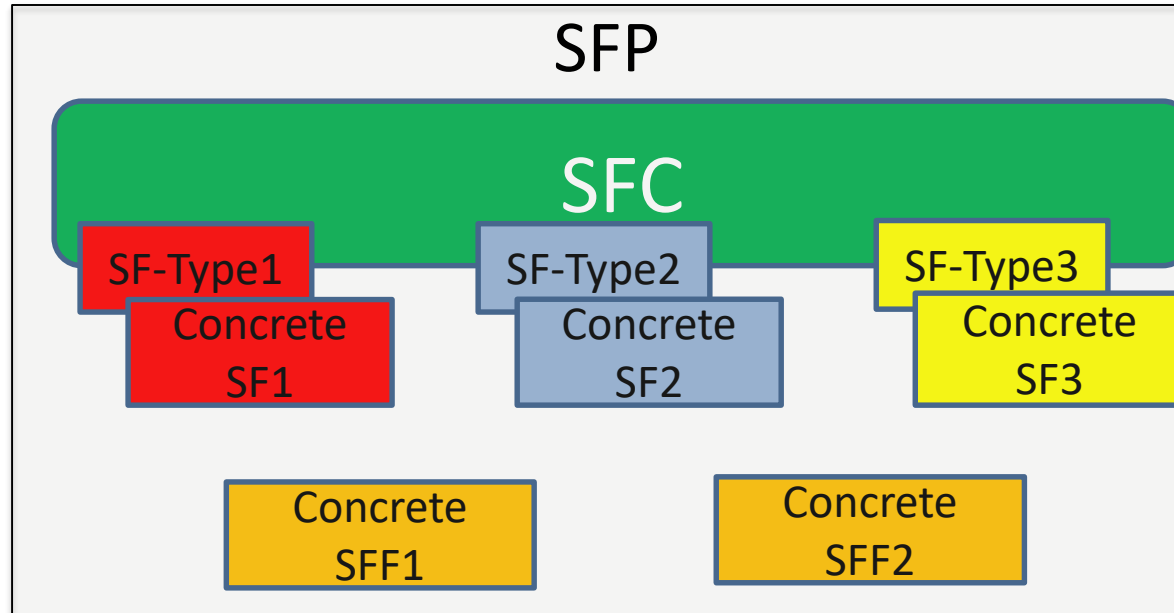 SFP
SFC
SF-Type1
Concrete
SF1
SF-Type2
Concrete
SF2
SF-Type3
Concrete
SF3
Concrete
SFF1
Concrete
SFF2